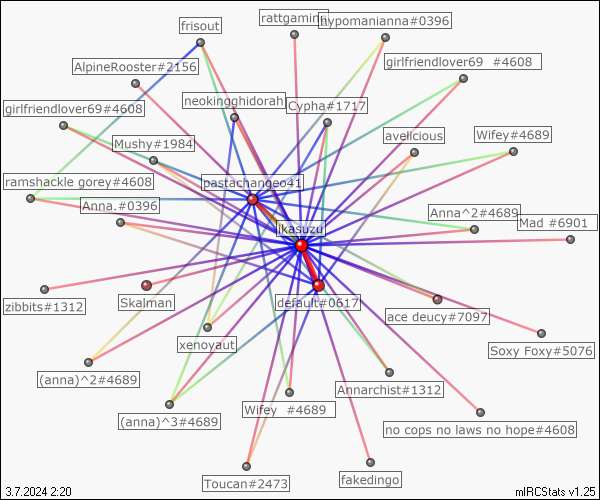 rattgaming
hypomanianna#0396
frisout
AlpineRooster#2156
girlfriendlover69   #4608
neokingghidorah
Cypha#1717
girlfriendlover69#4608
avelicious
Wifey#4689
Mushy#1984
pastachangeo41
ramshackle gorey#4608
Anna.#0396
Anna^2#4689
Mad  #6901
ikasuzu
zibbits#1312
Skalman
default#0617
ace deucy#7097
xenoyaut
Soxy Foxy#5076
(anna)^2#4689
Annarchist#1312
(anna)^3#4689
Wifey   #4689
no cops no laws no hope#4608
Toucan#2473
fakedingo
3.7.2024 2:20
mIRCStats v1.25